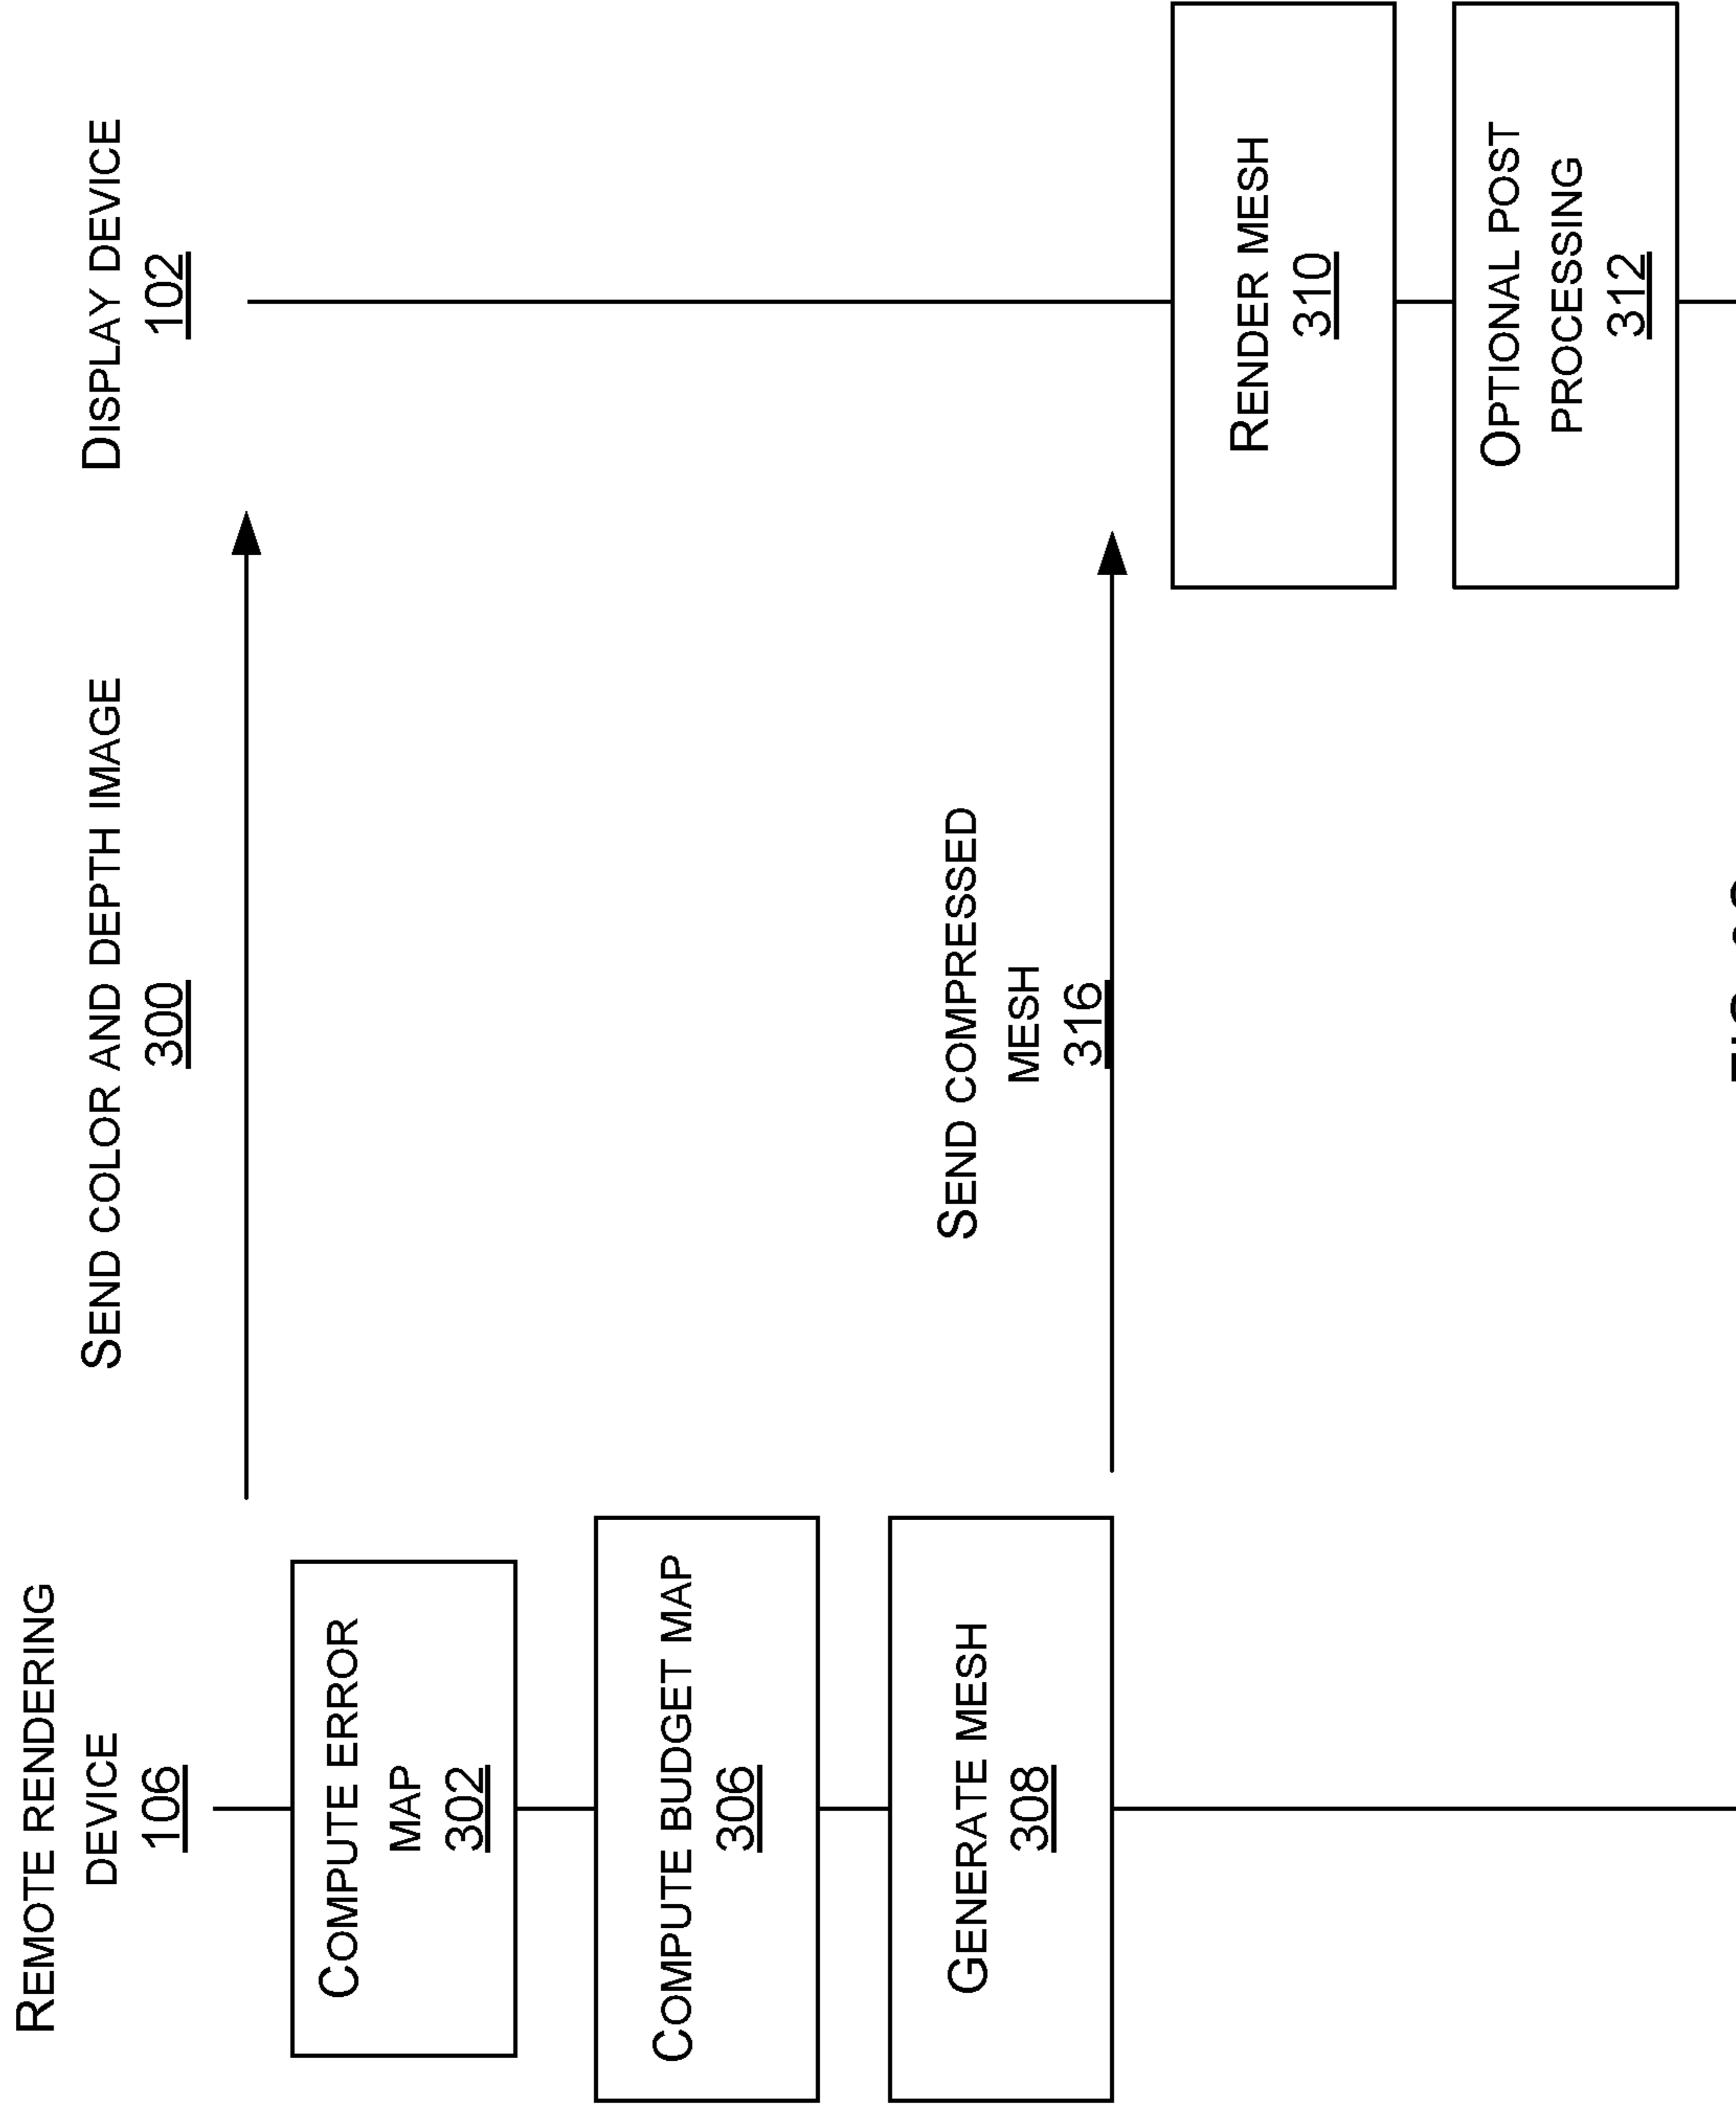 REMOTE RENDERING
DEVICE
106
SEND COLOR AND DEPTH IMAGE
300
DISPLAY DEVICE
102
COMPUTE ERROR
MAP
302
COMPUTE BUDGET MAP
306
GENERATE MESH
308
SEND COMPRESSED
MESH
316
RENDER MESH
310
OPTIONAL POST
PROCESSING
312